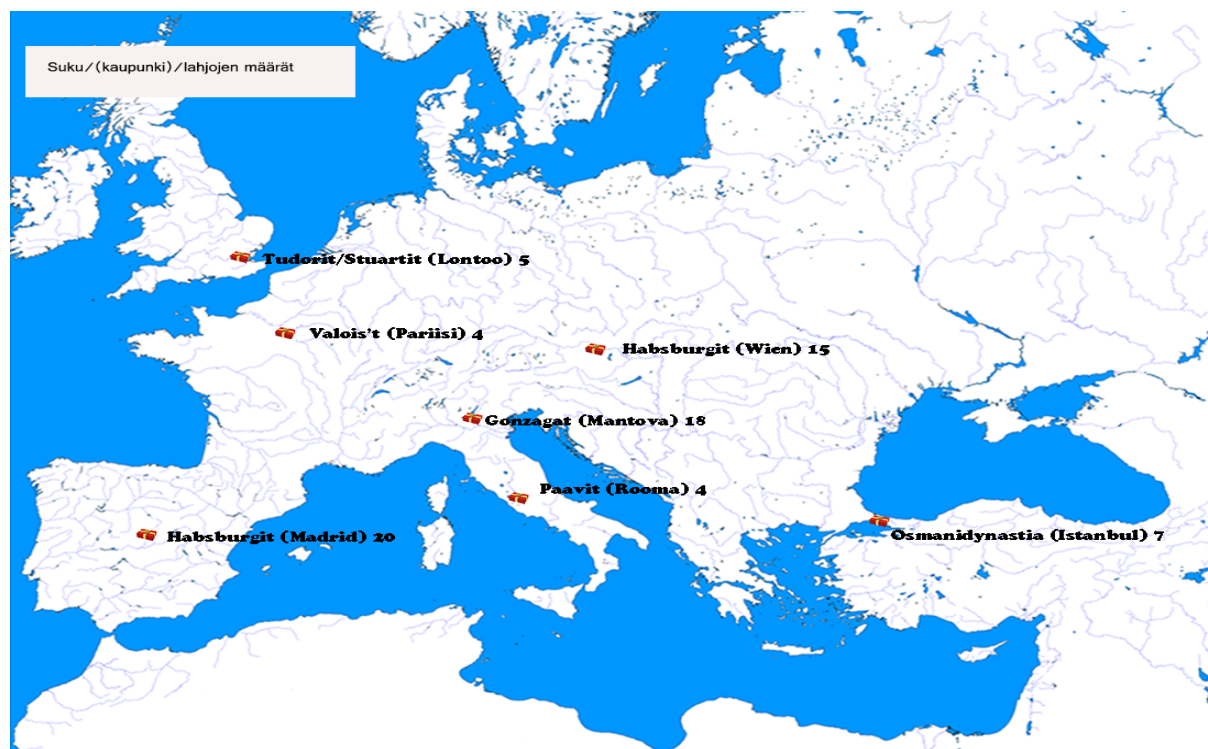 Suku/(kaupunki)/lahjojen määrät
Tudorit/Stuartit (Lontoo) 5
Valois't (Pariisi) 4
Habsburgit (Wien) 15
Gonzagat (Mantova) 18
Paavit (Rooma) 4
Habsburgit (Madrid) 20
Osmanidynastia (Istanbul) 7